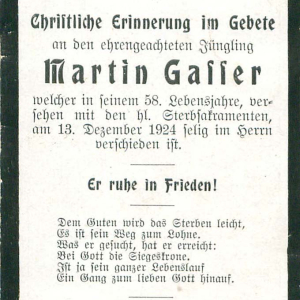 Chriſtliche Erinnerung im Gebete
an den ehrengeachteten Jüngling
Martin Gaſſer
welcher in ſeinem 58. Lebensjahre, ver-
ſehen mit den hl. Sterbſakramenten,
am 13. Dezember 1924 ſelig im Herrn
verſchieden iſt.
Er ruhe in Frieden!
Dem Guten wird das Sterben leicht,
Es iſt ſein Weg zum Lohne.
Was er geſucht, hat er erreicht:
Bei Gott die Siegeskrone.
Iſt ja ſein ganzer Lebenslauf
Ein Gang zum lieben Gott hinauf.